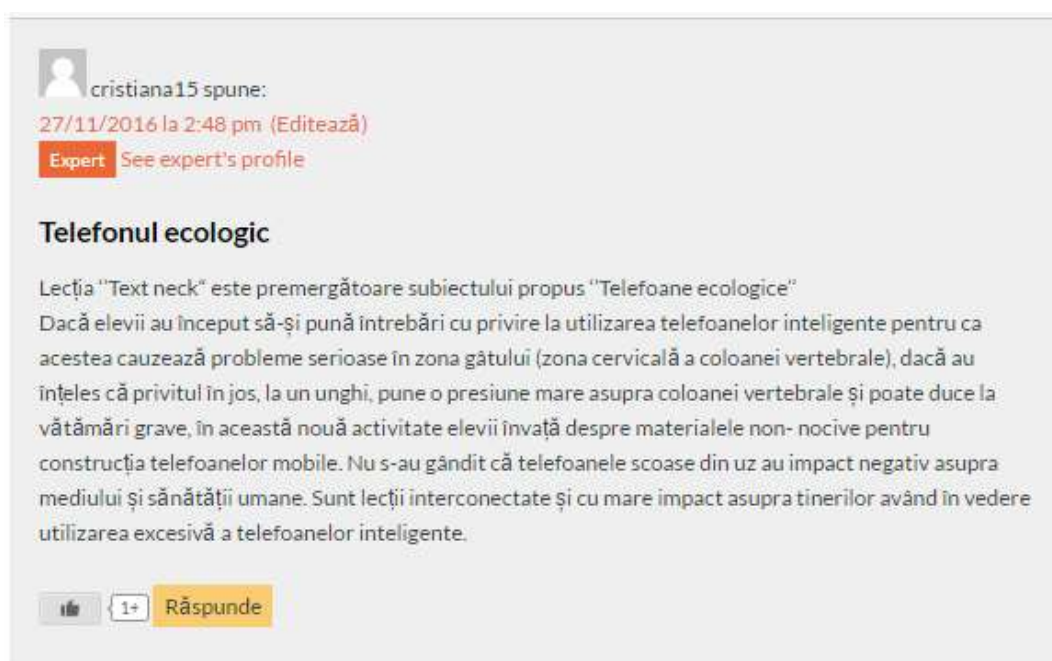 cristiana15 spune:
27/11/2016 la 2:48 pm (Editează)
Expert See expert's profile
Telefonul ecologic
Lecția ''Text neck" este premergătoare subiectului propus ''Telefoane ecologice''
Dacă elevii au început să-și pună întrebări cu privire la utilizarea telefoanelor inteligente pentru ca
acestea cauzează probleme serioase în zona gâtului (zona cervicală a coloanei vertebrale), dacă au
înțeles că privitul în jos, la un unghi, pune o presiune mare asupra coloanei vertebrale și poate duce la
vătămări grave, în această nouă activitate elevii învață despre materialele non- nocive pentru
construcția telefoanelor mobile. Nu s-au gândit că telefoanele scoase din uz au impact negativ asupra
mediului și sănătății umane. Sunt lecții interconectate și cu mare impact asupra tinerilor având în vedere
utilizarea excesivă a telefoanelor inteligente.
1+ Răspunde